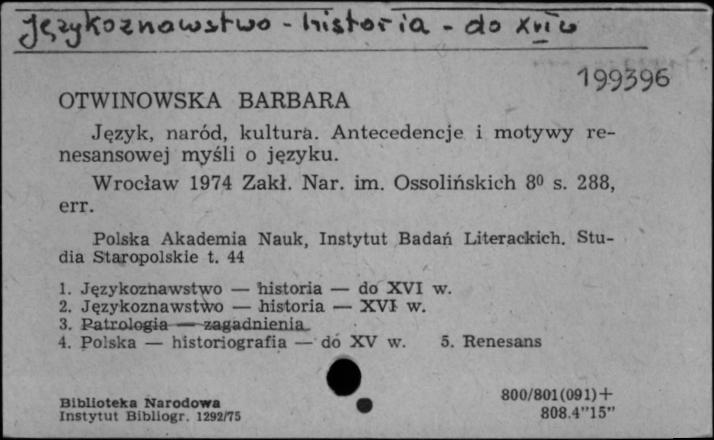 Językoznawstwo - historia - do XVI w
199396
OTWINOWSKA BARBARA
Język, naród, kultura. Antecedencje i motywy re-
nesansowej myśli o języku.
Wrocław 1974 Zakł. Nar. im. Ossolińskich 8⁰ s. 288,
err.
Polska Akademia Nauk, Instytut Badań Literackich. Stu-
dia Staropolskie t. 44
1. Językoznawstwo — historia — do XVI w.
2. Językoznawstwo — historia — XVI w.
3. Patrologia — zagadnienia
4. Polska — historiografia — do XV w. 5. Renesans
Biblioteka Narodowa
Instytut Bibliogr. 1292/75
800/801(091)+
808.4"15"